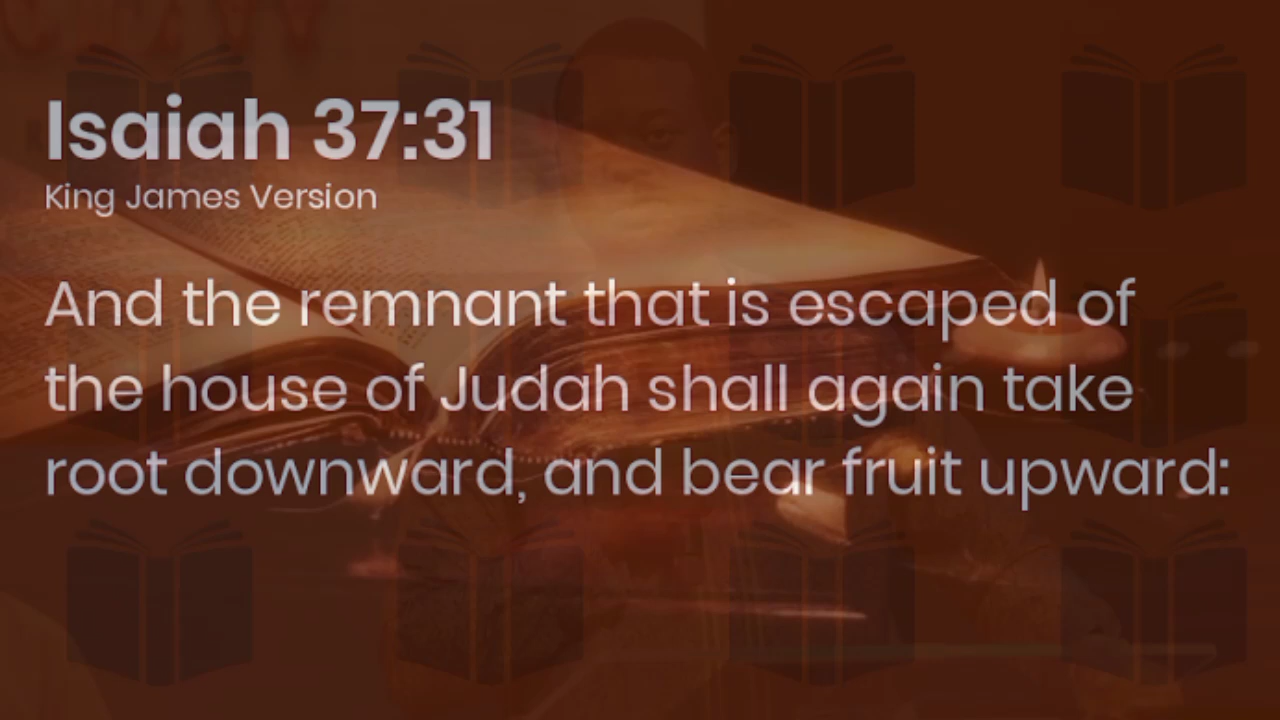 Isaiah 37:31
King James Version
And the remnant that is escaped of
the house of Judah shall again take
root downward, and bear fruit upward: